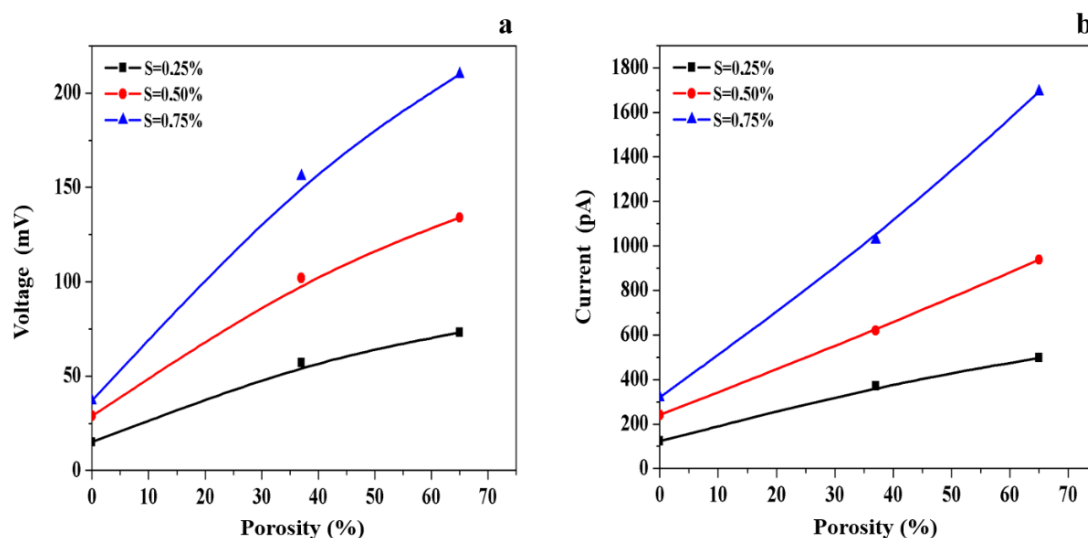 a
S=0.25%
S=0.50%
S=0.75%
200
150
100
50
0
Voltage (mV)
0 10 20 30 40 50 60 70
Porosity (%)
b
S=0.25%
S=0.50%
S=0.75%
1800
1600
1400
1200
1000
800
600
400
200
0
Current (pA)
0 10 20 30 40 50 60 70
Porosity (%)